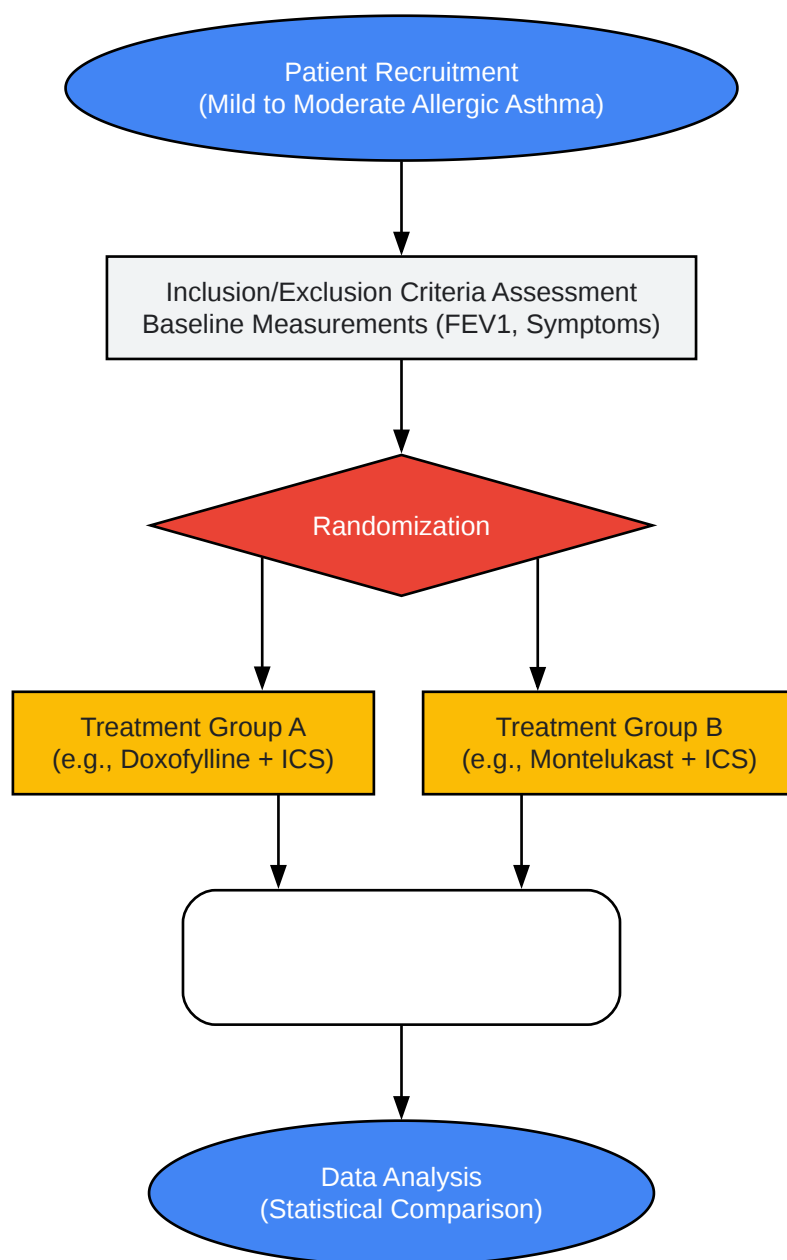 Patient Recruitment
(Mild to Moderate Allergic Asthma)
Inclusion/Exclusion Criteria Assessment
Baseline Measurements (FEV1, Symptoms)
Randomization
Treatment Group A
(e.g., Doxofylline + ICS)
Treatment Group B
(e.g., Montelukast + ICS)
Data Analysis
(Statistical Comparison)